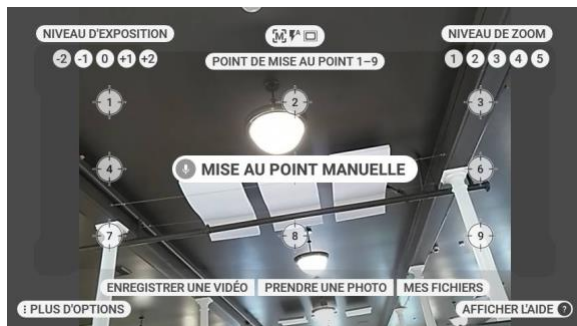 NIVEAU D'EXPOSITION
NIVEAU DE ZOOM
-2 -1 0 +1 +2
POINT DE MISE AU POINT 1–9
1 2 3 4 5
1 2 3
MISE AU POINT MANUELLE
4 6
7 8 9
ENREGISTRER UNE VIDÉO PRENDRE UNE PHOTO MES FICHIERS
PLUS D'OPTIONS
AFFICHER L'AIDE ?